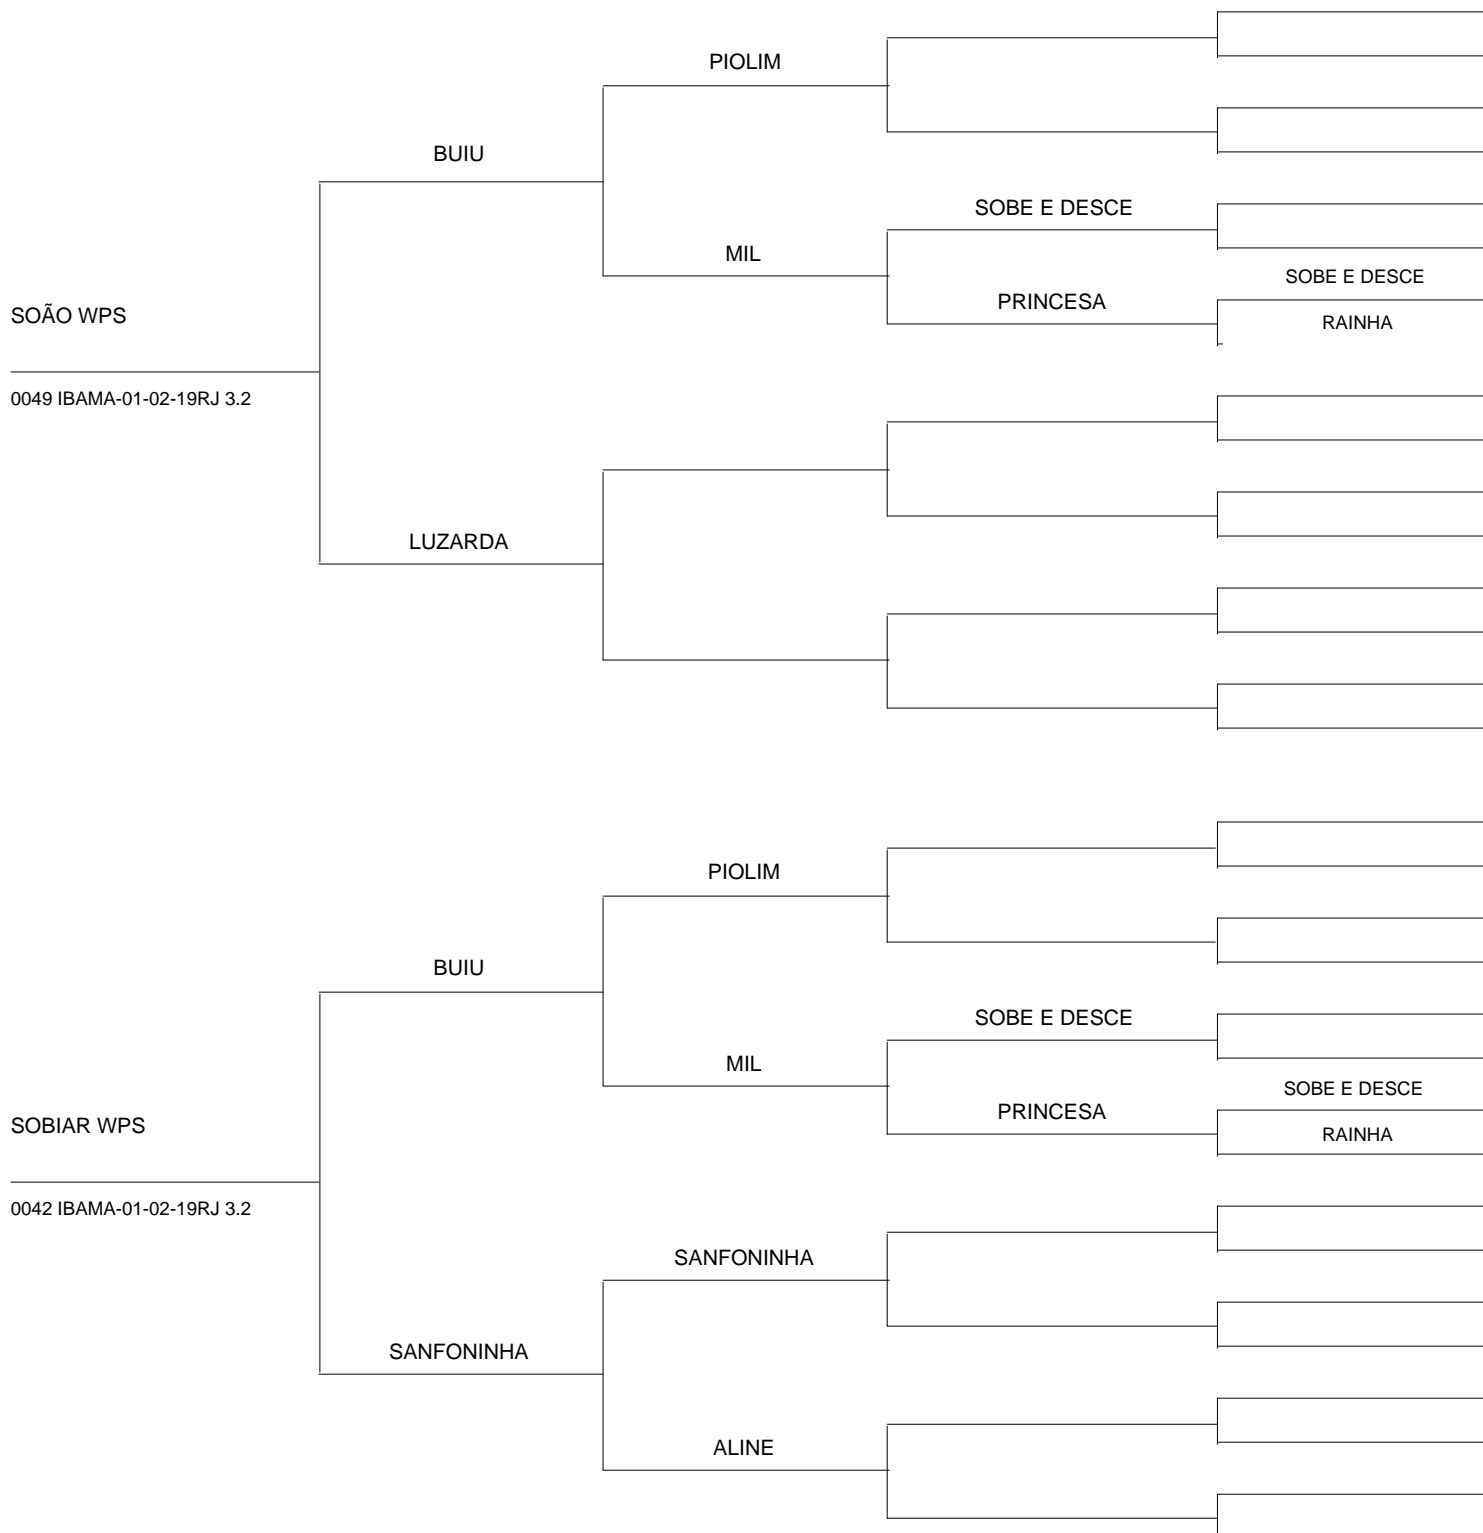 PIOLIM
BUIU
SOBE E DESCE
MIL
SOBE E DESCE
PRINCESA
SOÃO WPS
RAINHA
0049 IBAMA-01-02-19RJ 3.2
LUZARDA
PIOLIM
BUIU
SOBE E DESCE
MIL
SOBE E DESCE
PRINCESA
SOBIAR WPS
RAINHA
0042 IBAMA-01-02-19RJ 3.2
SANFONINHA
SANFONINHA
ALINE